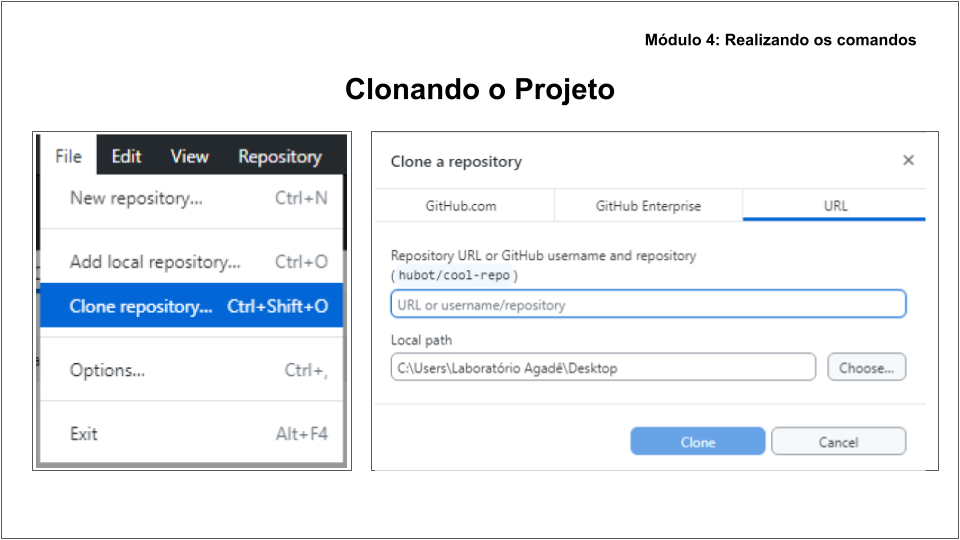 Módulo 4: Realizando os comandos
Clonando o Projeto
File Edit View Repository
New repository... Ctrl+N
Add local repository... Ctrl+O
Clone repository... Ctrl+Shift+O
Options... Ctrl+,
Exit Alt+F4
Clone a repository ×
GitHub.com GitHub Enterprise URL
Repository URL or GitHub username and repository
(hubot/cool-repo)
URL or username/repository
Local path
C:\Users\Laboratório Agadê\Desktop Choose...
Clone Cancel